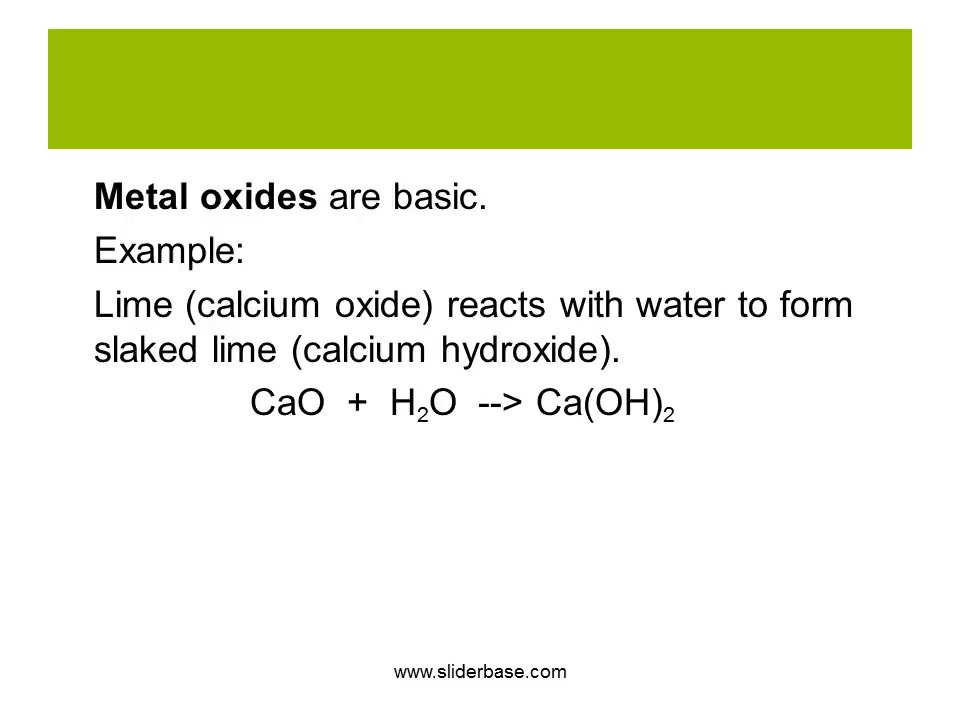 Metal oxides are basic.
Example:
Lime (calcium oxide) reacts with water to form
slaked lime (calcium hydroxide).
CaO + H₂O --> Ca(OH)₂
www.sliderbase.com